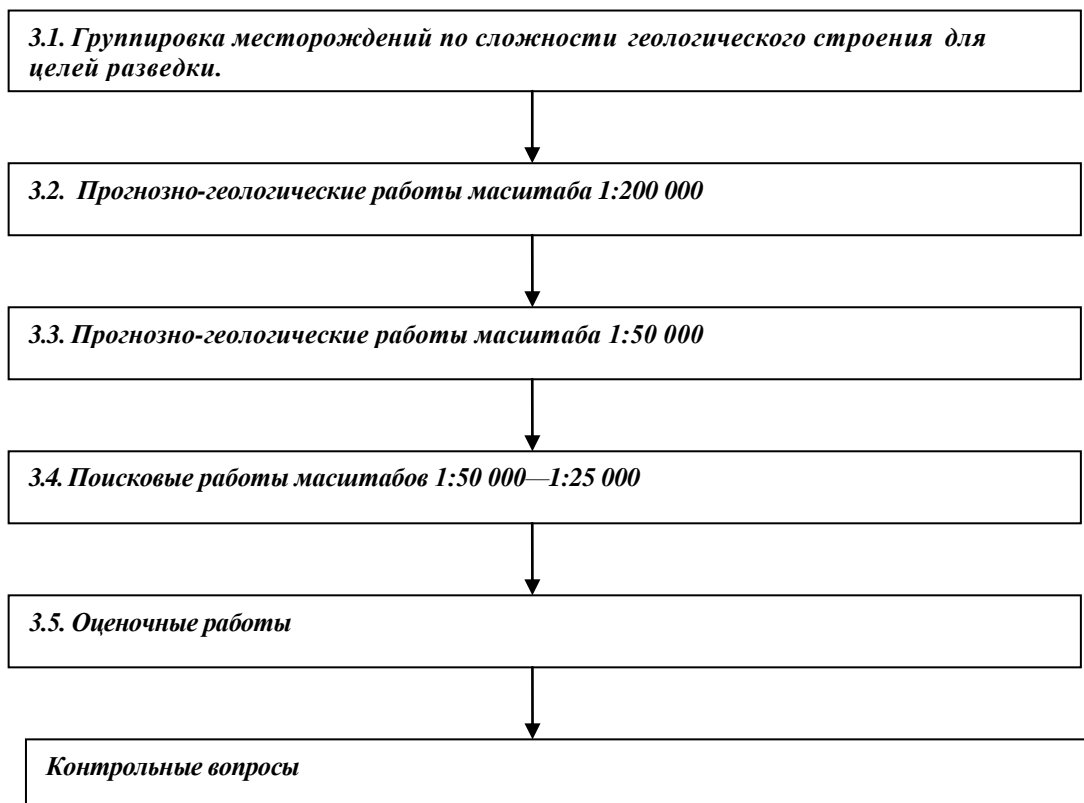 3.1. Группировка месторождений по сложности геологического строения для
целей разведки.
3.2. Прогнозно-геологические работы масштаба 1:200 000
3.3. Прогнозно-геологические работы масштаба 1:50 000
3.4. Поисковые работы масштабов 1:50 000—1:25 000
3.5. Оценочные работы
Контрольные вопросы